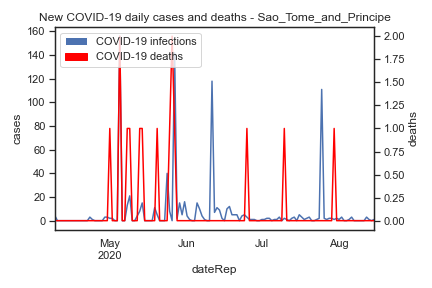 New COVID-19 daily cases and deaths - Sao_Tome_and_Principe
COVID-19 infections
COVID-19 deaths
160
140
120
100
80
60
40
20
0
cases
2.00
1.75
1.50
1.25
1.00
0.75
0.50
0.25
0.00
deaths
May Jun Jul Aug
2020
dateRep